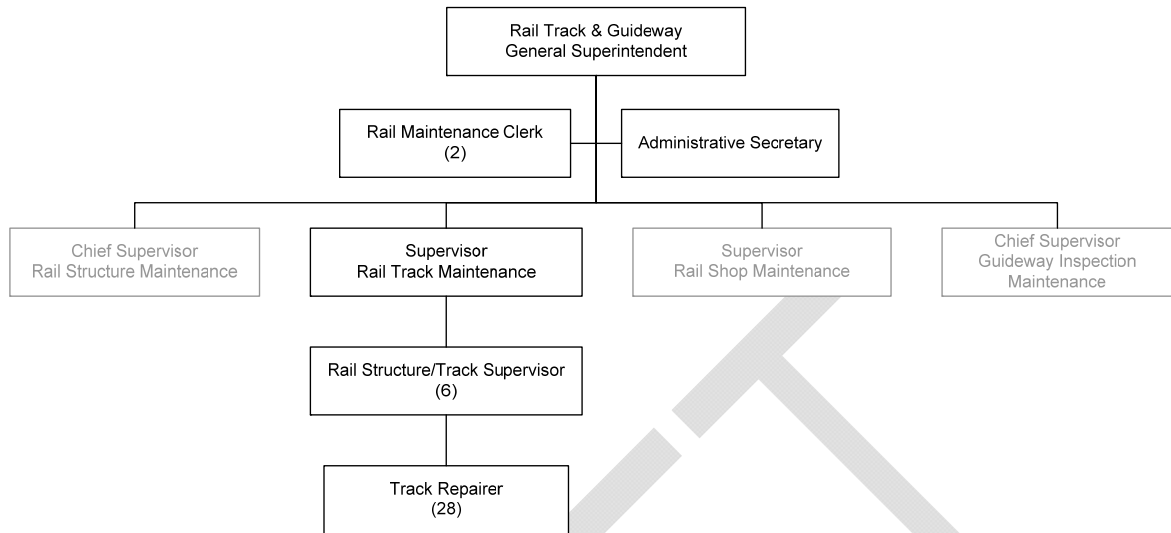 Rail Track & Guideway
General Superintendent
Rail Maintenance Clerk
(2)
Administrative Secretary
Chief Supervisor
Rail Structure Maintenance
Supervisor
Rail Track Maintenance
Supervisor
Rail Shop Maintenance
Chief Supervisor
Guideway Inspection
Maintenance
Rail Structure/Track Supervisor
(6)
Track Repairer
(28)